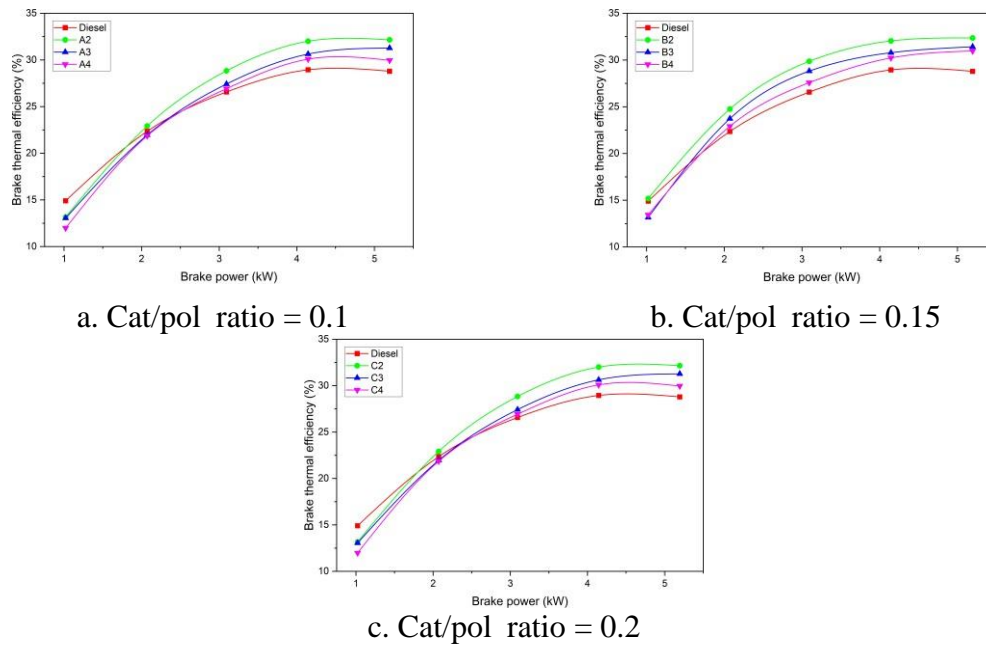 35
30
25
20
15
10
Brake thermal efficiency (%)
Diesel
A2
A3
A4
1 2 3 4 5
Brake power (kW)
a. Cat/pol ratio = 0.1
35
30
25
20
15
10
Brake thermal efficiency (%)
Diesel
B2
B3
B4
1 2 3 4 5
Brake power (kW)
b. Cat/pol ratio = 0.15
35
30
25
20
15
10
Brake thermal efficiency (%)
Diesel
C2
C3
C4
1 2 3 4 5
Brake power (kW)
c. Cat/pol ratio = 0.2